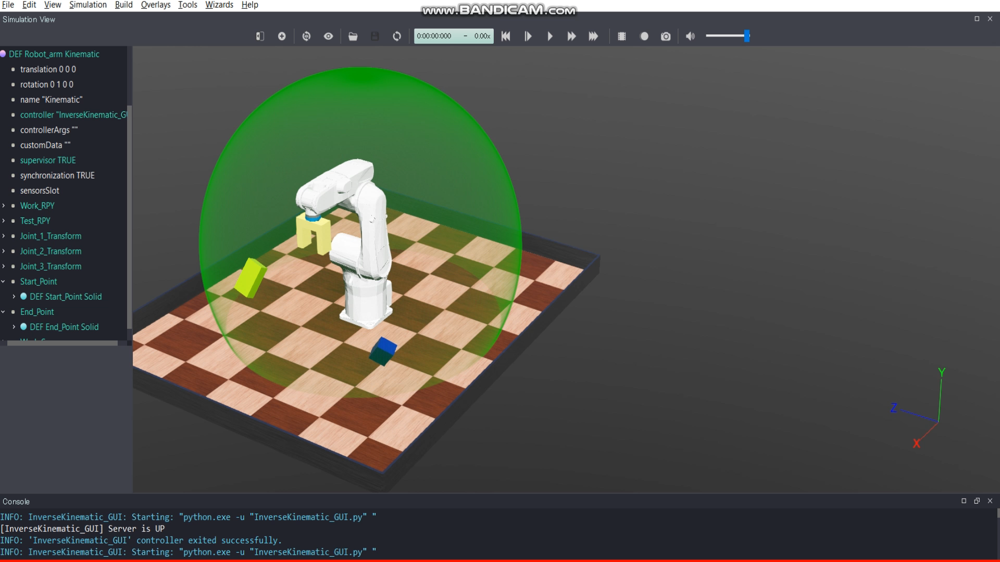 File Edit View Simulation Build Overlays Tools Wizards Help
www.BANDICAM.com
Simulation View
0:00:00:000 - 0.00x
DEF Robot_arm Kinematic
translation 0 0 0
rotation 0 1 0 0
name "Kinematic"
controller "InverseKinematic_GU
controllerArgs ""
customData ""
supervisor TRUE
synchronization TRUE
sensorsSlot
Work_RPY
Test_RPY
Joint_1_Transform
Joint_2_Transform
Joint_3_Transform
Start_Point
DEF Start_Point Solid
End_Point
DEF End_Point Solid
Y
Z
X
Console
INFO: InverseKinematic_GUI: Starting: "python.exe -u "InverseKinematic_GUI.py" "
[InverseKinematic_GUI] Server is UP
INFO: 'InverseKinematic_GUI' controller exited successfully.
INFO: InverseKinematic_GUI: Starting: "python.exe -u "InverseKinematic_GUI.py" "